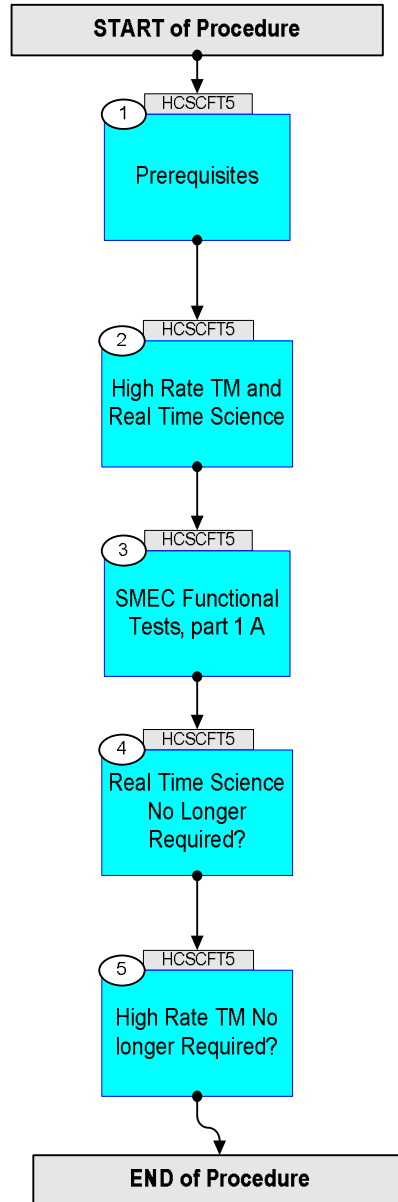 START of Procedure
HCSCFT5
1
Prerequisites
HCSCFT5
2
High Rate TM and
Real Time Science
HCSCFT5
3
SMEC Functional
Tests, part 1 A
HCSCFT5
4
Real Time Science
No Longer
Required?
HCSCFT5
5
High Rate TM No
longer Required?
END of Procedure